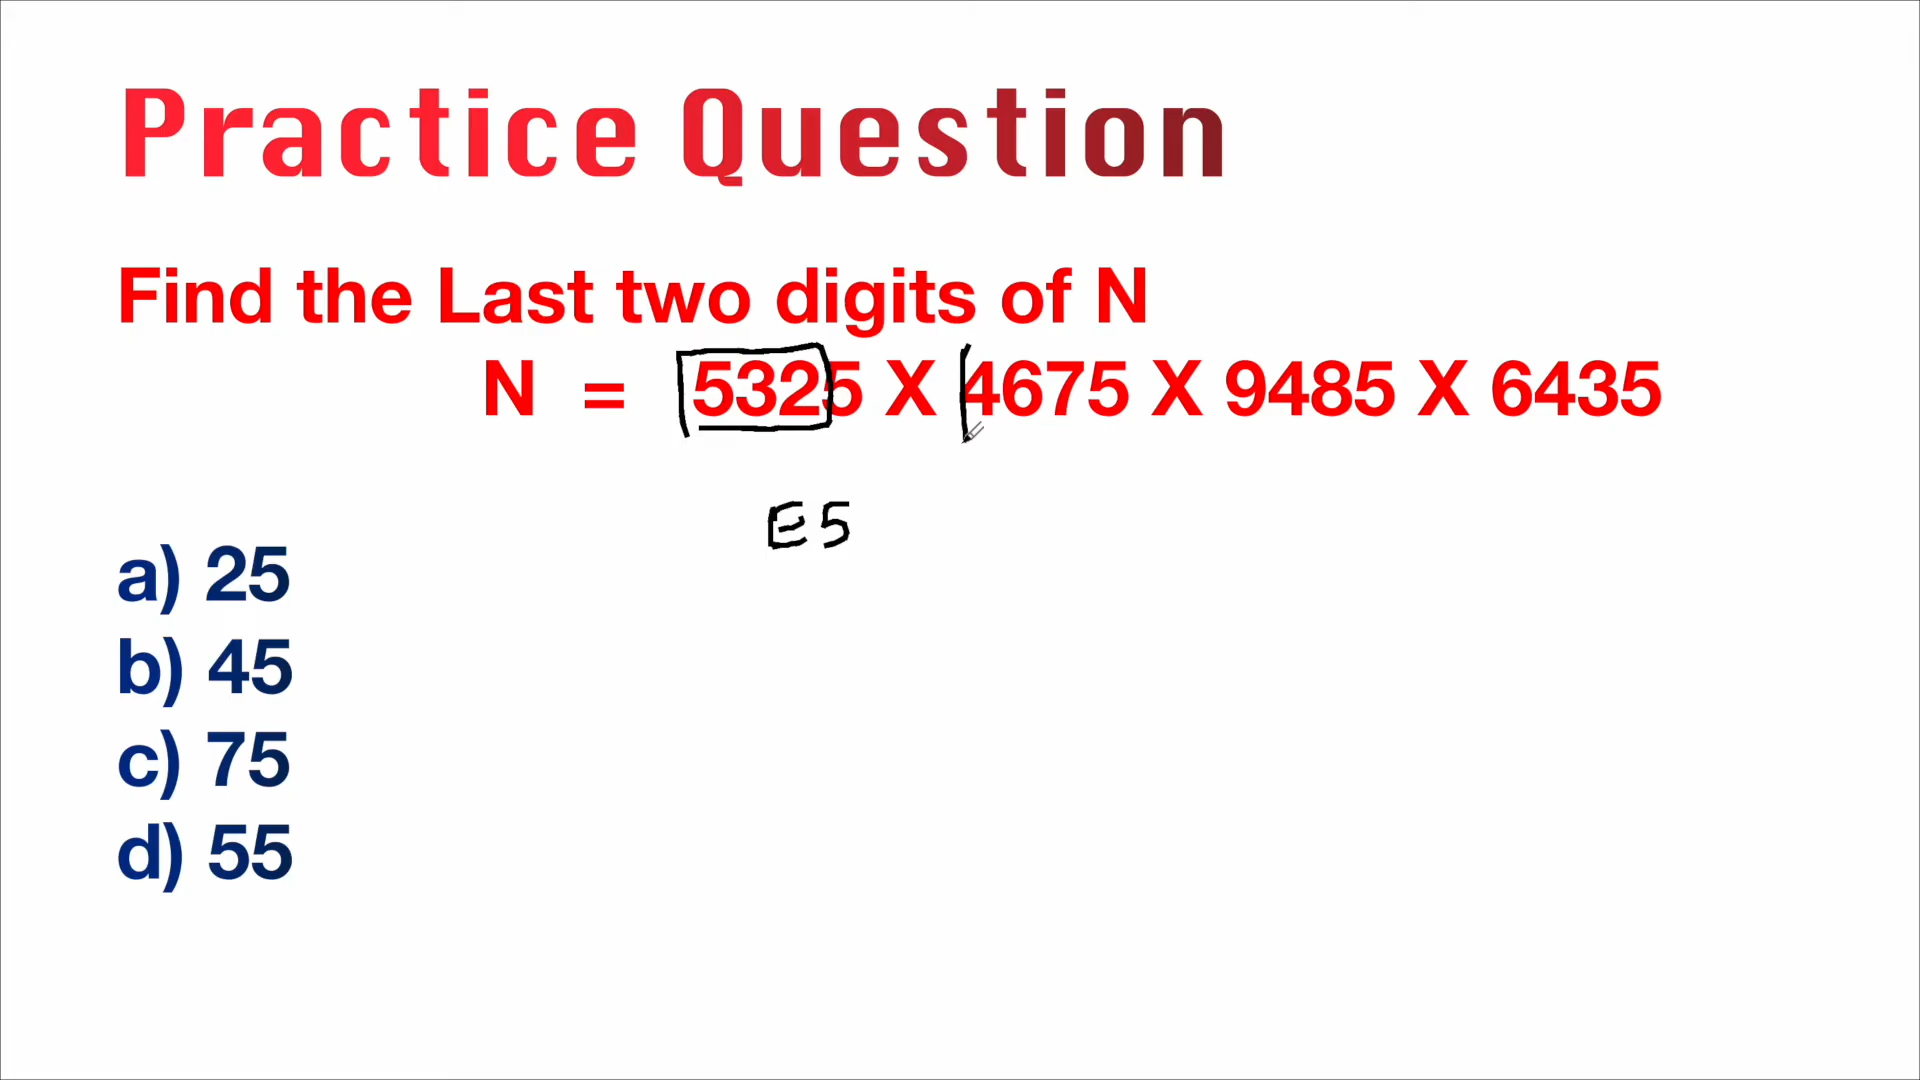 Practice Question
Find the Last two digits of N
N = 5325 X 4675 X 9485 X 6435
E5
a) 25
b) 45
c) 75
d) 55